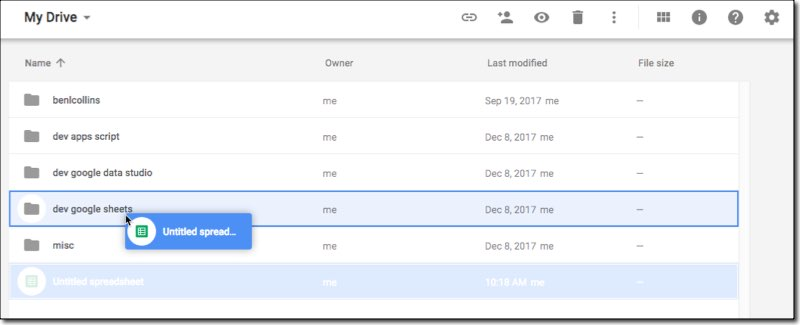 My Drive
Name Owner Last modified File size
benlcollins me Sep 19, 2017 me –
dev apps script me Dec 8, 2017 me –
dev google data studio me Dec 8, 2017 me –
dev google sheets me Dec 8, 2017 me –
Untitled spread...
misc me Dec 8, 2017 me –
Untitled spreadsheet me 10:18 AM me –